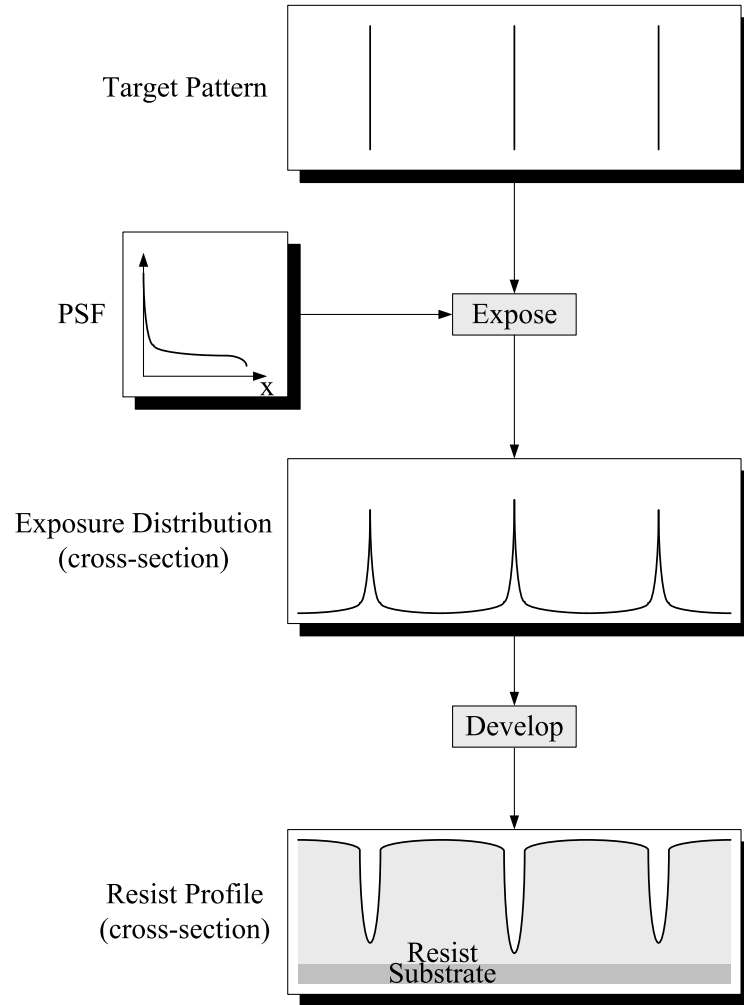 Target Pattern
PSF
x
Expose
Exposure Distribution
(cross-section)
Develop
Resist Profile
(cross-section)
Resist
Substrate